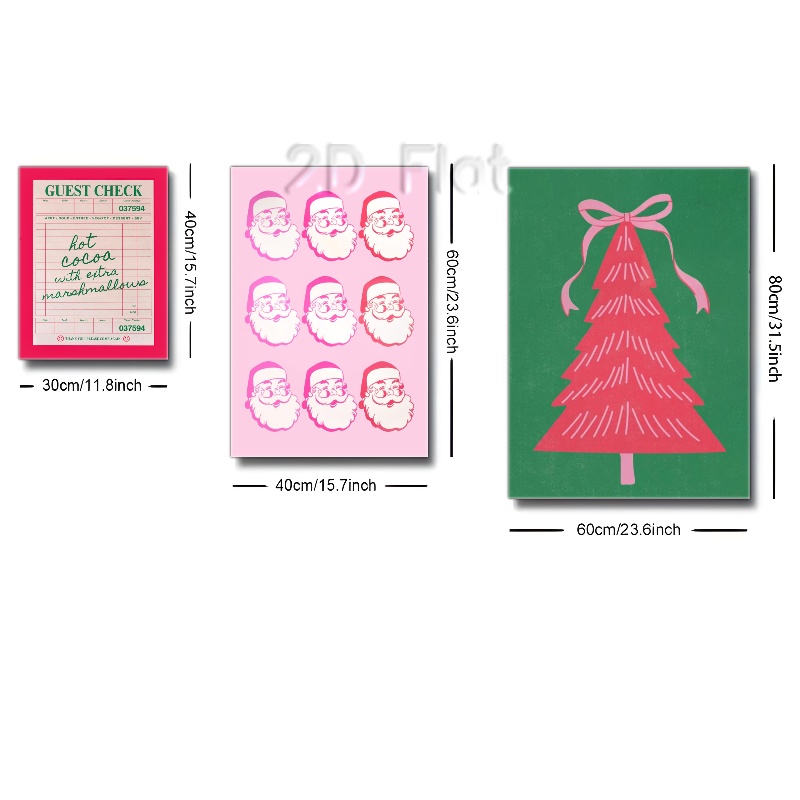 2D Flat
GUEST CHECK
037594
hot
cocoa
with extra
marshmallows
037594
40cm/15.7inch
30cm/11.8inch
60cm/23.6inch
40cm/15.7inch
80cm/31.5inch
60cm/23.6inch